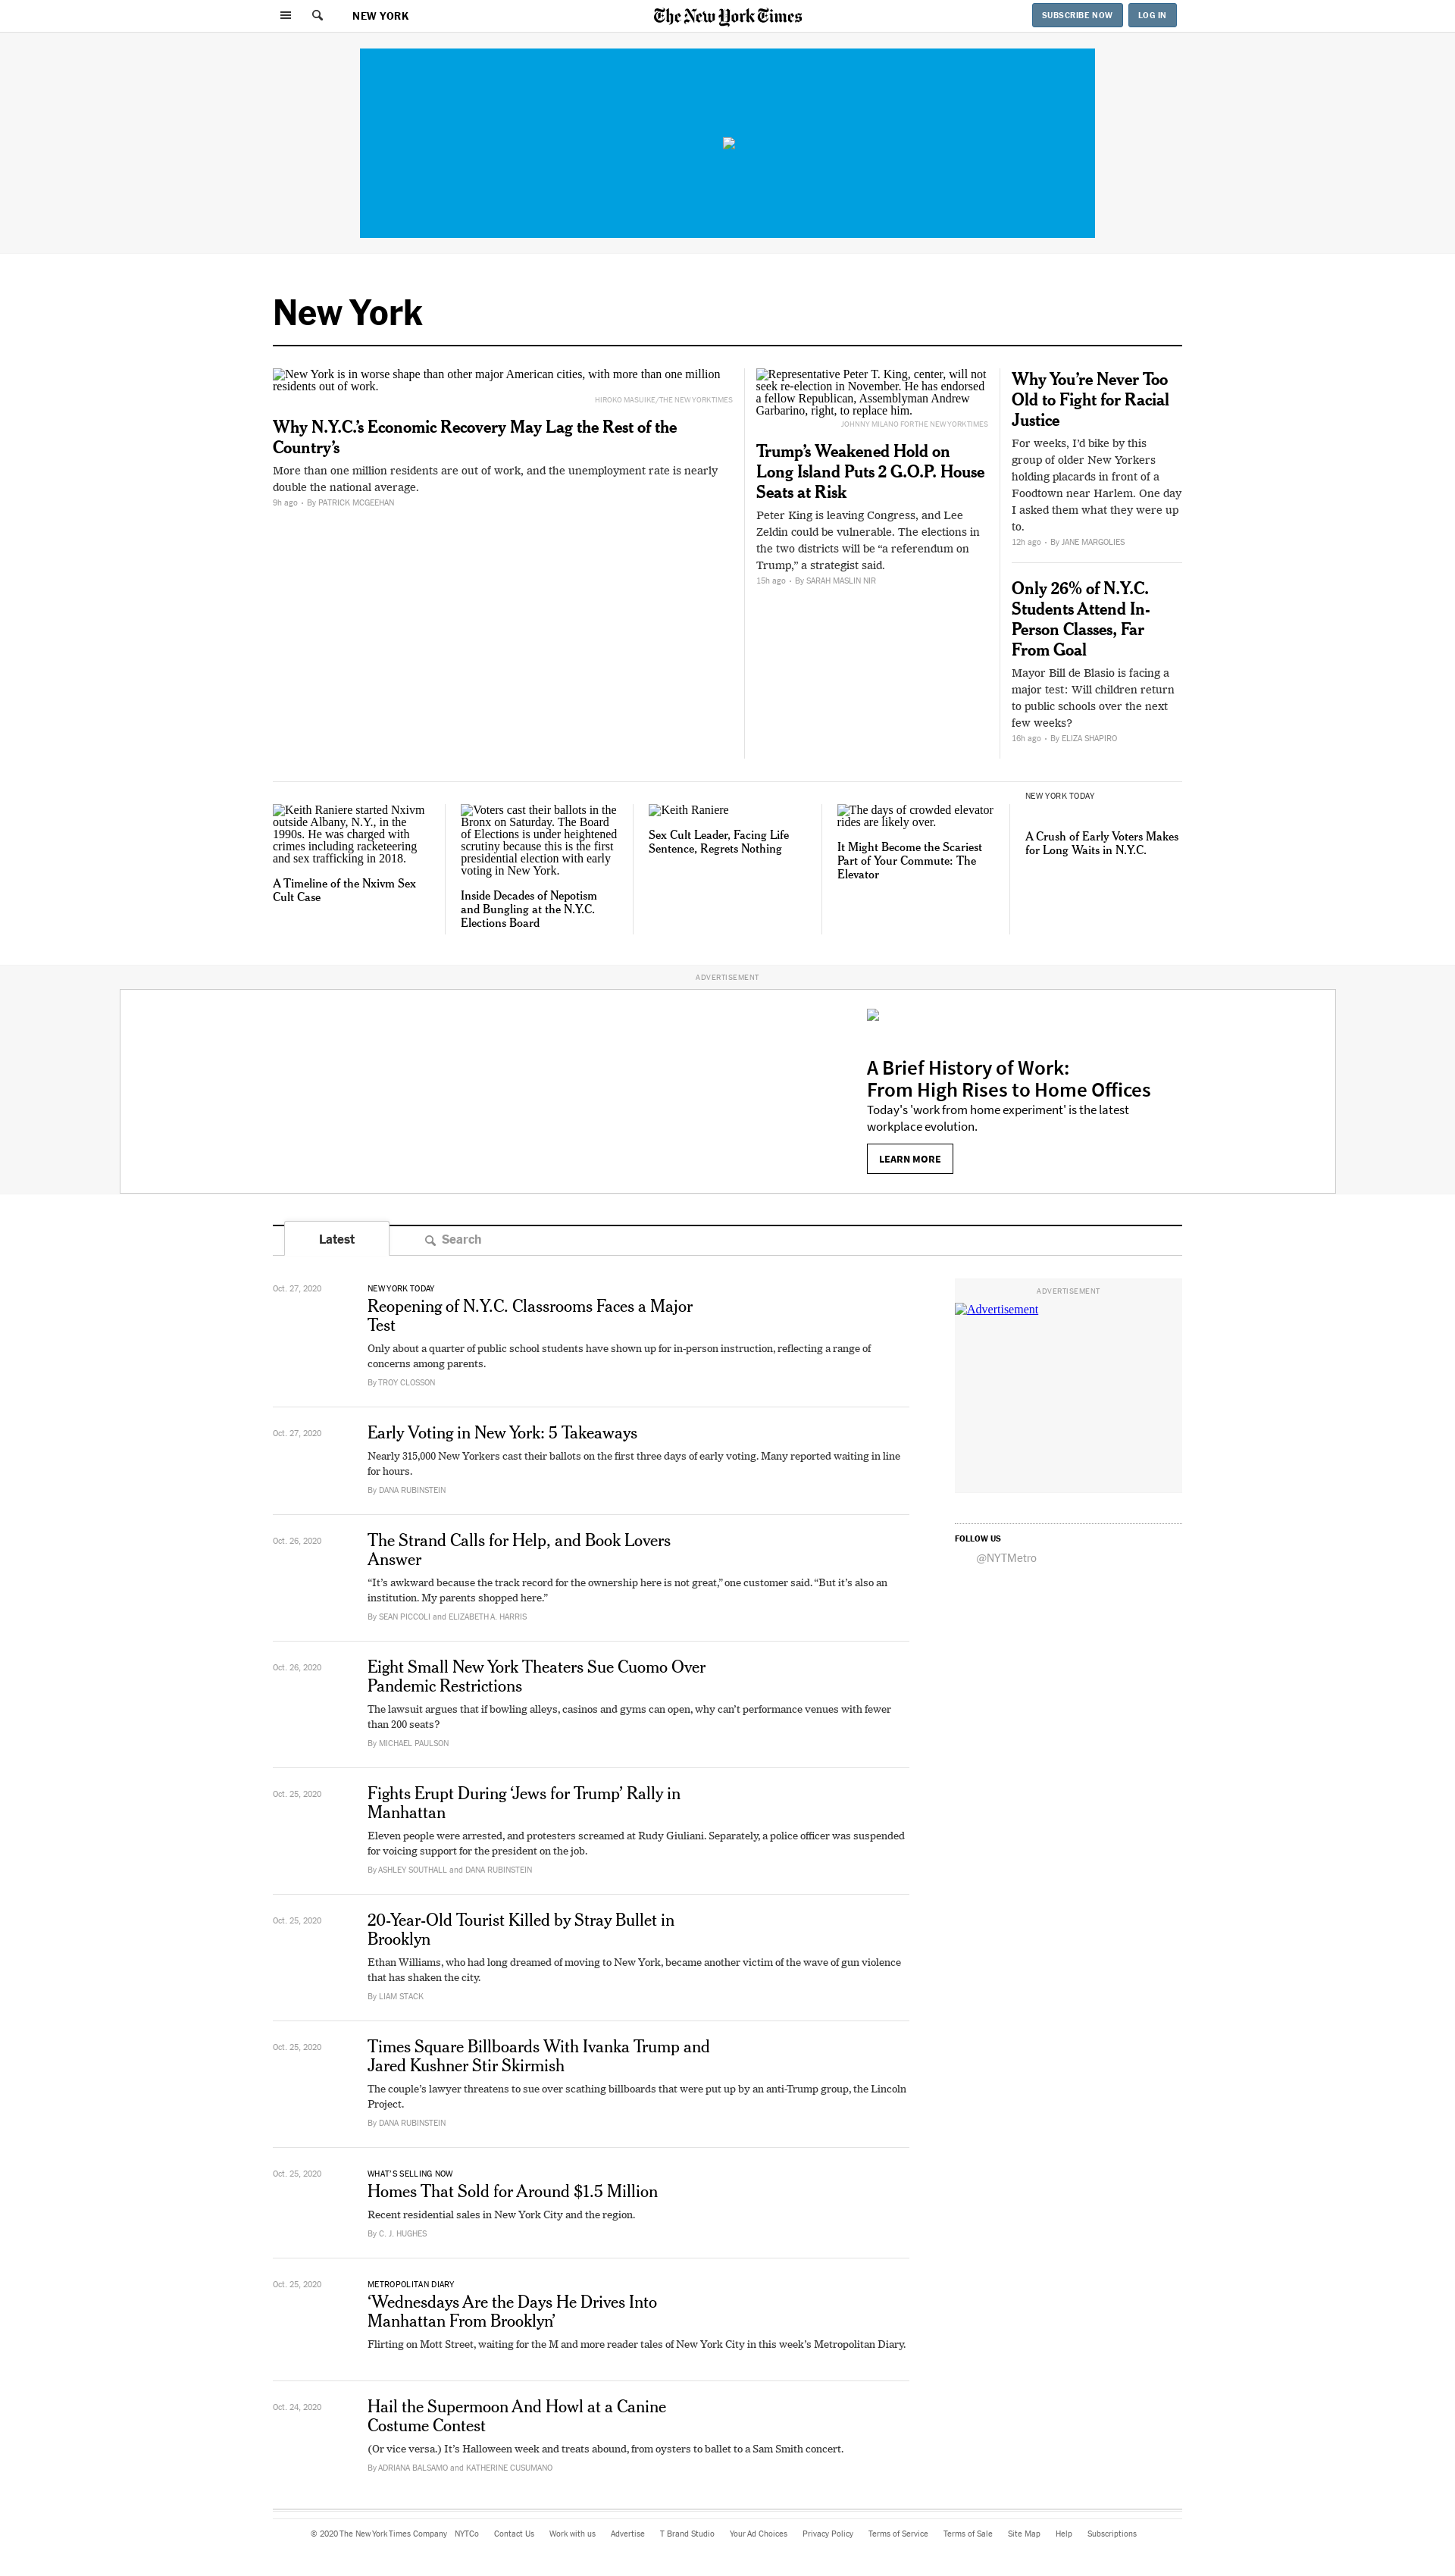 NEW YORK
The New York Times
SUBSCRIBE NOW
LOG IN
New York
New York is in worse shape than other major American cities, with more than one million
residents out of work.
HIROKO MASUIKE/THE NEW YORK TIMES
Why N.Y.C.’s Economic Recovery May Lag the Rest of the
Country’s
More than one million residents are out of work, and the unemployment rate is nearly
double the national average.
9h ago • By PATRICK MCGEEHAN
Representative Peter T. King, center, will not
seek re-election in November. He has endorsed
a fellow Republican, Assemblyman Andrew
Garbarino, right, to replace him.
JOHNNY MILANO FOR THE NEW YORK TIMES
Trump’s Weakened Hold on
Long Island Puts 2 G.O.P. House
Seats at Risk
Peter King is leaving Congress, and Lee
Zeldin could be vulnerable. The elections in
the two districts will be “a referendum on
Trump,” a strategist said.
15h ago • By SARAH MASLIN NIR
Why You’re Never Too
Old to Fight for Racial
Justice
For weeks, I’d bike by this
group of older New Yorkers
holding placards in front of a
Foodtown near Harlem. One day
I asked them what they were up
to.
12h ago • By JANE MARGOLIES
Only 26% of N.Y.C.
Students Attend In-
Person Classes, Far
From Goal
Mayor Bill de Blasio is facing a
major test: Will children return
to public schools over the next
few weeks?
16h ago • By ELIZA SHAPIRO
Keith Raniere started Nxivm
outside Albany, N.Y., in the
1990s. He was charged with
crimes including racketeering
and sex trafficking in 2018.
A Timeline of the Nxivm Sex
Cult Case
Voters cast their ballots in the
Bronx on Saturday. The Board
of Elections is under heightened
scrutiny because this is the first
presidential election with early
voting in New York.
Inside Decades of Nepotism
and Bungling at the N.Y.C.
Elections Board
Keith Raniere
Sex Cult Leader, Facing Life
Sentence, Regrets Nothing
The days of crowded elevator
rides are likely over.
It Might Become the Scariest
Part of Your Commute: The
Elevator
NEW YORK TODAY
A Crush of Early Voters Makes
for Long Waits in N.Y.C.
ADVERTISEMENT
A Brief History of Work:
From High Rises to Home Offices
Today's 'work from home experiment' is the latest
workplace evolution.
LEARN MORE
Latest
Search
Oct. 27, 2020
NEW YORK TODAY
Reopening of N.Y.C. Classrooms Faces a Major
Test
Only about a quarter of public school students have shown up for in-person instruction, reflecting a range of
concerns among parents.
By TROY CLOSSON
Oct. 27, 2020
Early Voting in New York: 5 Takeaways
Nearly 315,000 New Yorkers cast their ballots on the first three days of early voting. Many reported waiting in line
for hours.
By DANA RUBINSTEIN
Oct. 26, 2020
The Strand Calls for Help, and Book Lovers
Answer
“It’s awkward because the track record for the ownership here is not great,” one customer said. “But it’s also an
institution. My parents shopped here.”
By SEAN PICCOLI and ELIZABETH A. HARRIS
Oct. 26, 2020
Eight Small New York Theaters Sue Cuomo Over
Pandemic Restrictions
The lawsuit argues that if bowling alleys, casinos and gyms can open, why can’t performance venues with fewer
than 200 seats?
By MICHAEL PAULSON
Oct. 25, 2020
Fights Erupt During ‘Jews for Trump’ Rally in
Manhattan
Eleven people were arrested, and protesters screamed at Rudy Giuliani. Separately, a police officer was suspended
for voicing support for the president on the job.
By ASHLEY SOUTHALL and DANA RUBINSTEIN
Oct. 25, 2020
20-Year-Old Tourist Killed by Stray Bullet in
Brooklyn
Ethan Williams, who had long dreamed of moving to New York, became another victim of the wave of gun violence
that has shaken the city.
By LIAM STACK
Oct. 25, 2020
Times Square Billboards With Ivanka Trump and
Jared Kushner Stir Skirmish
The couple’s lawyer threatens to sue over scathing billboards that were put up by an anti-Trump group, the Lincoln
Project.
By DANA RUBINSTEIN
Oct. 25, 2020
WHAT’S SELLING NOW
Homes That Sold for Around $1.5 Million
Recent residential sales in New York City and the region.
By C. J. HUGHES
Oct. 25, 2020
METROPOLITAN DIARY
‘Wednesdays Are the Days He Drives Into
Manhattan From Brooklyn’
Flirting on Mott Street, waiting for the M and more reader tales of New York City in this week’s Metropolitan Diary.
Oct. 24, 2020
Hail the Supermoon And Howl at a Canine
Costume Contest
(Or vice versa.) It’s Halloween week and treats abound, from oysters to ballet to a Sam Smith concert.
By ADRIANA BALSAMO and KATHERINE CUSUMANO
ADVERTISEMENT
Advertisement
FOLLOW US
@NYTMetro
© 2020 The New York Times Company NYTCo Contact Us Work with us Advertise T Brand Studio Your Ad Choices Privacy Policy Terms of Service Terms of Sale Site Map Help Subscriptions